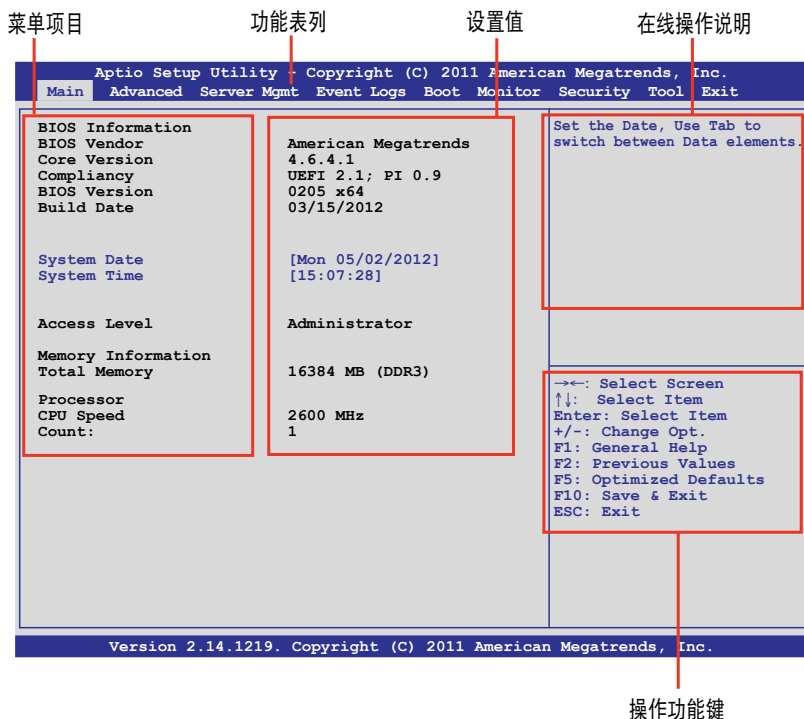 菜单项目 功能表列 设置值 在线操作说明
Aptio Setup Utility - Copyright (C) 2011 American Megatrends, Inc.
Main Advanced Server Mgmt Event Logs Boot Monitor Security Tool Exit
BIOS Information
BIOS Vendor American Megatrends
Core Version 4.6.4.1
Compliancy UEFI 2.1; PI 0.9
BIOS Version 0205 x64
Build Date 03/15/2012
System Date [Mon 05/02/2012]
System Time [15:07:28]
Access Level Administrator
Memory Information
Total Memory 16384 MB (DDR3)
Processor
CPU Speed 2600 MHz
Count: 1
Set the Date, Use Tab to
switch between Data elements.
→←: Select Screen
↑↓: Select Item
Enter: Select Item
+/-: Change Opt.
F1: General Help
F2: Previous Values
F5: Optimized Defaults
F10: Save & Exit
ESC: Exit
Version 2.14.1219. Copyright (C) 2011 American Megatrends, Inc.
操作功能键